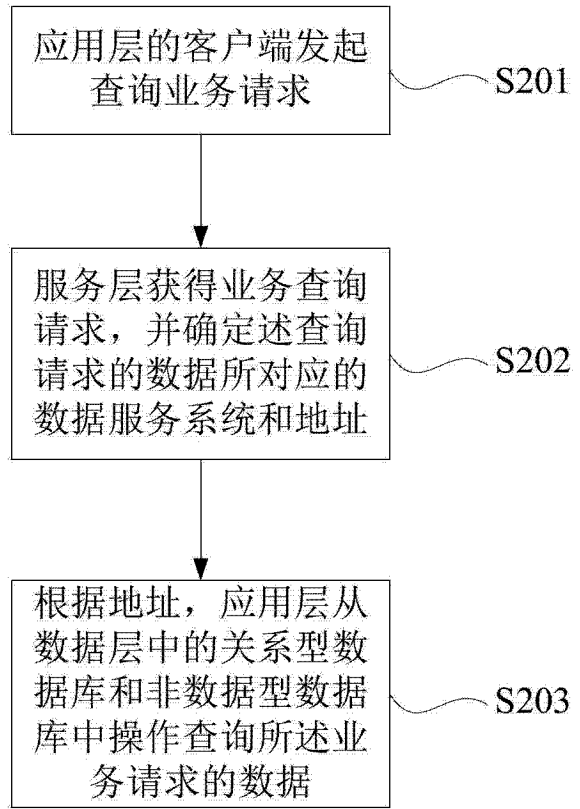 应用层的客户端发起
查询业务请求
S201
服务层获得业务查询
请求，并确定述查询
请求的数据所对应的
数据服务系统和地址
S202
根据地址，应用层从
数据层中的关系型数
据库和非数据型数据
库中操作查询所述业
务请求的数据
S203